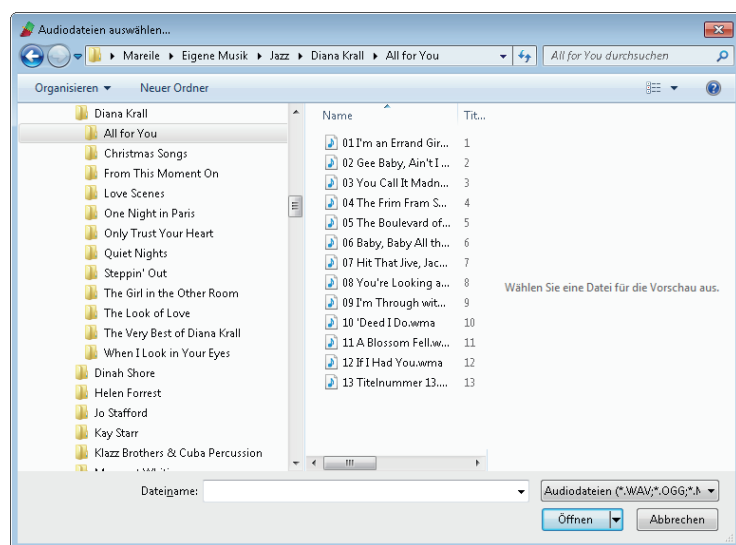 Audiodateien auswählen...
Mareile Eigene Musik Jazz Diana Krall All for You
All for You durchsuchen
Organisieren Neuer Ordner
Diana Krall
All for You
Christmas Songs
From This Moment On
Love Scenes
One Night in Paris
Only Trust Your Heart
Quiet Nights
Steppin' Out
The Girl in the Other Room
The Look of Love
The Very Best of Diana Krall
When I Look in Your Eyes
Dinah Shore
Helen Forrest
Jo Stafford
Kay Starr
Klazz Brothers & Cuba Percussion
Name Tit...
01 I'm an Errand Gir... 1
02 Gee Baby, Ain't I ... 2
03 You Call It Madn... 3
04 The Frim Fram S... 4
05 The Boulevard of... 5
06 Baby, Baby All th... 6
07 Hit That Jive, Jac... 7
08 You're Looking a... 8
09 I'm Through wit... 9
10 'Deed I Do.wma 10
11 A Blossom Fell.w... 11
12 If I Had You.wma 12
13 Titelnummer 13.... 13
Wählen Sie eine Datei für die Vorschau aus.
Dateiname:
Audiodateien (*.WAV;*.OGG;*.M
Öffnen
Abbrechen